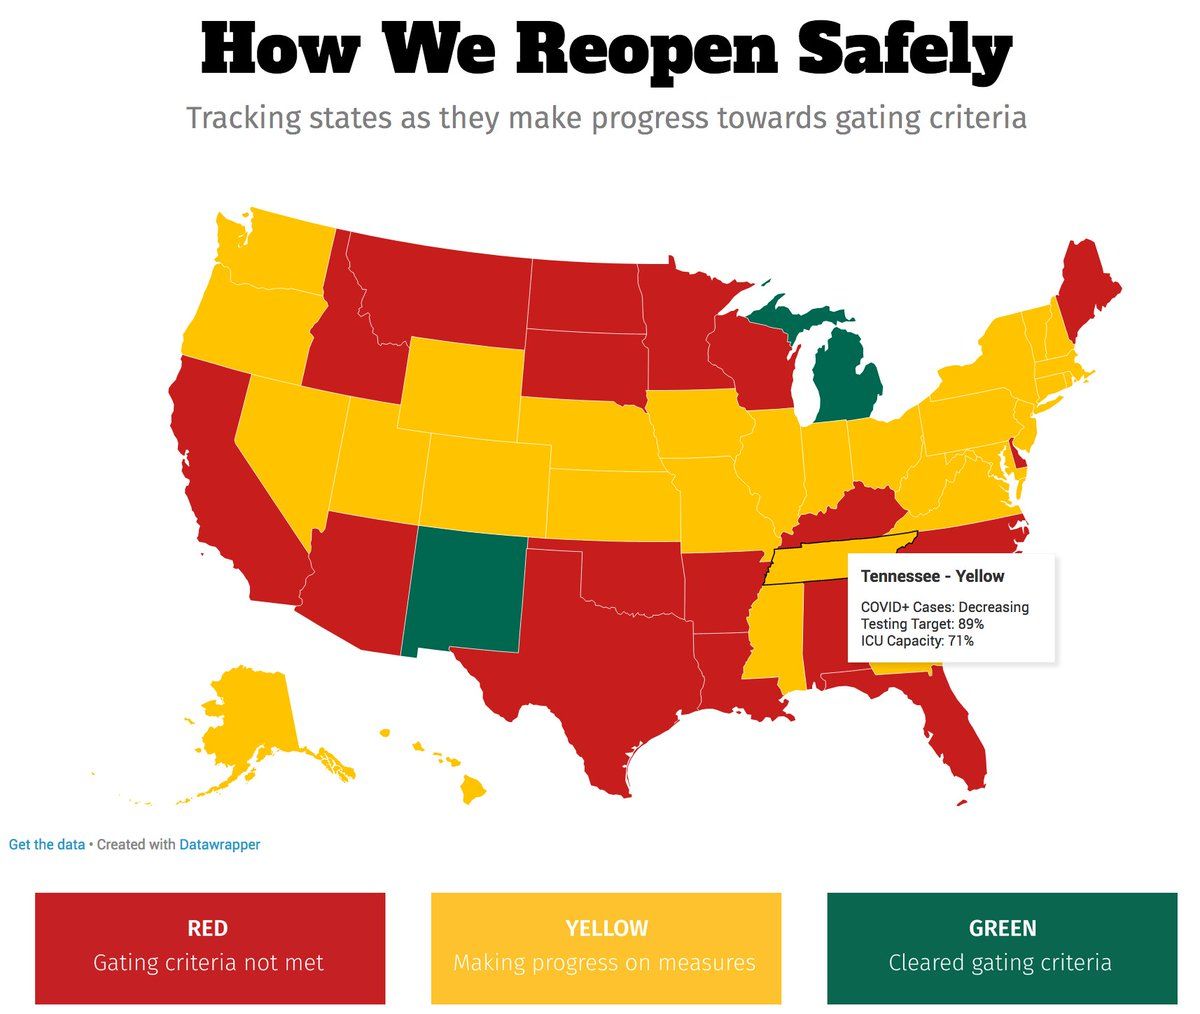 How We Reopen Safely
Tracking states as they make progress towards gating criteria
Tennessee - Yellow
COVID+ Cases: Decreasing
Testing Target: 89%
ICU Capacity: 71%
Get the data • Created with Datawrapper
RED
Gating criteria not met
YELLOW
Making progress on measures
GREEN
Cleared gating criteria